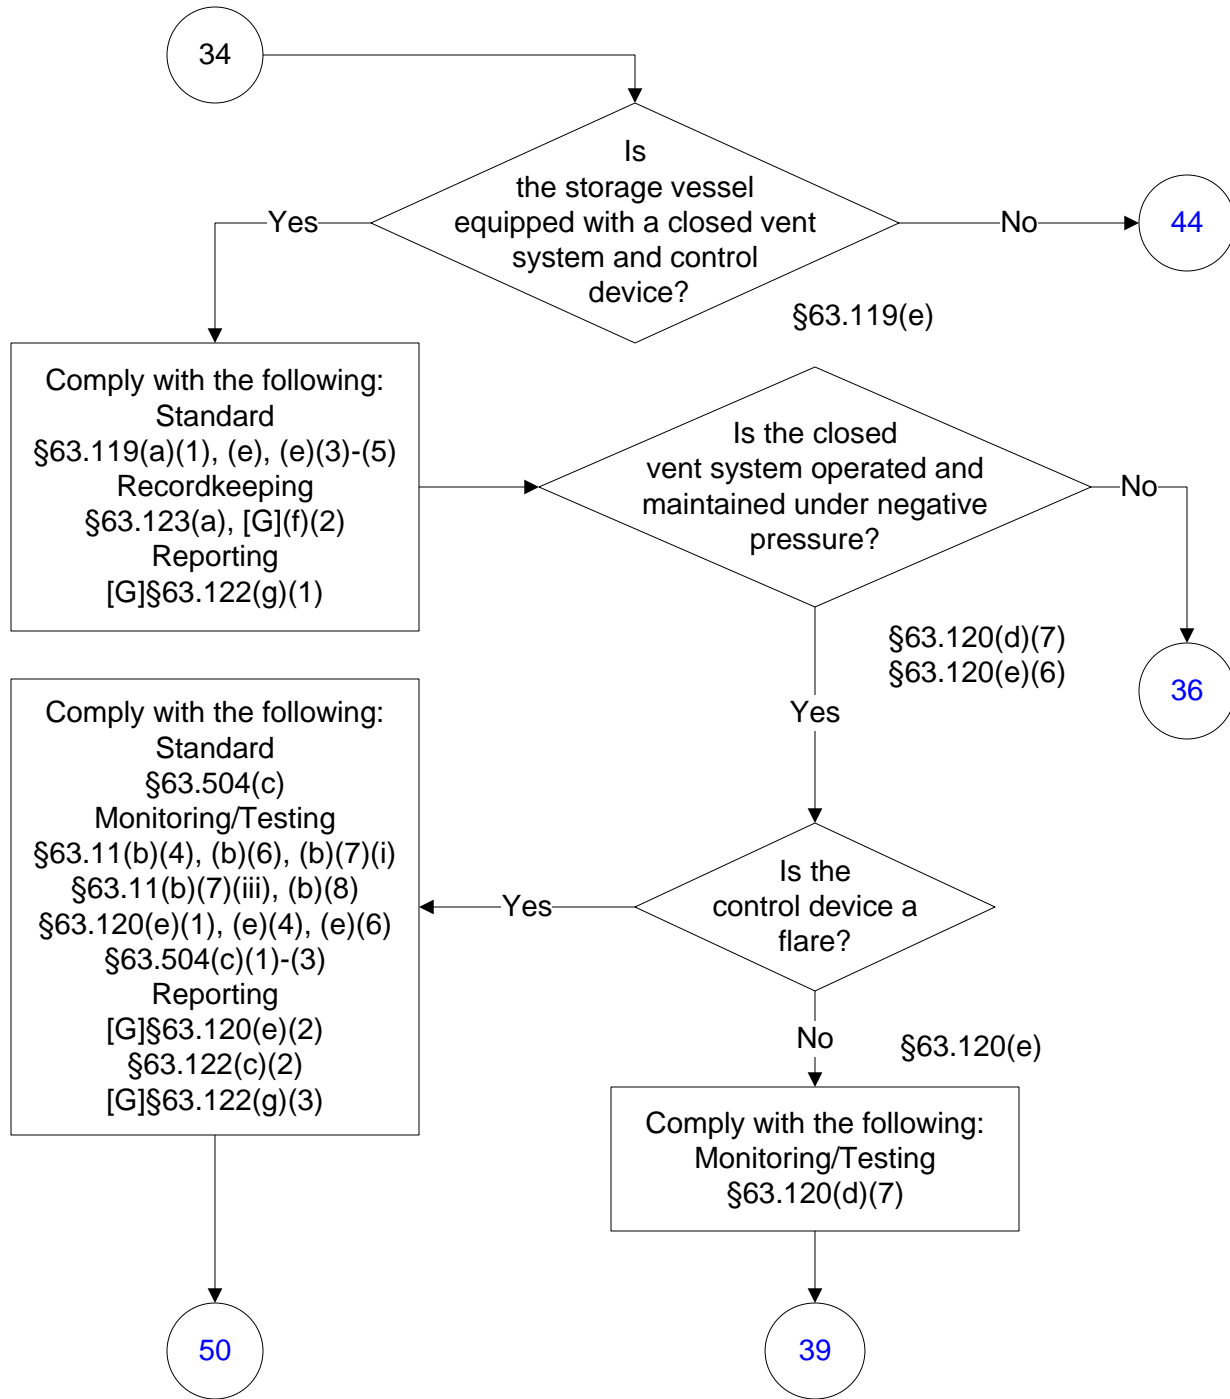 34
Is
the storage vessel
equipped with a closed vent
system and control
device?
Yes
No
44
§63.119(e)
Comply with the following:
Standard
§63.119(a)(1), (e), (e)(3)-(5)
Recordkeeping
§63.123(a), [G](f)(2)
Reporting
[G]§63.122(g)(1)
Is the closed
vent system operated and
maintained under negative
pressure?
No
§63.120(d)(7)
§63.120(e)(6)
36
Yes
Comply with the following:
Standard
§63.504(c)
Monitoring/Testing
§63.11(b)(4), (b)(6), (b)(7)(i)
§63.11(b)(7)(iii), (b)(8)
§63.120(e)(1), (e)(4), (e)(6)
§63.504(c)(1)-(3)
Reporting
[G]§63.120(e)(2)
§63.122(c)(2)
[G]§63.122(g)(3)
Is the
control device a
flare?
Yes
No
§63.120(e)
Comply with the following:
Monitoring/Testing
§63.120(d)(7)
50
39